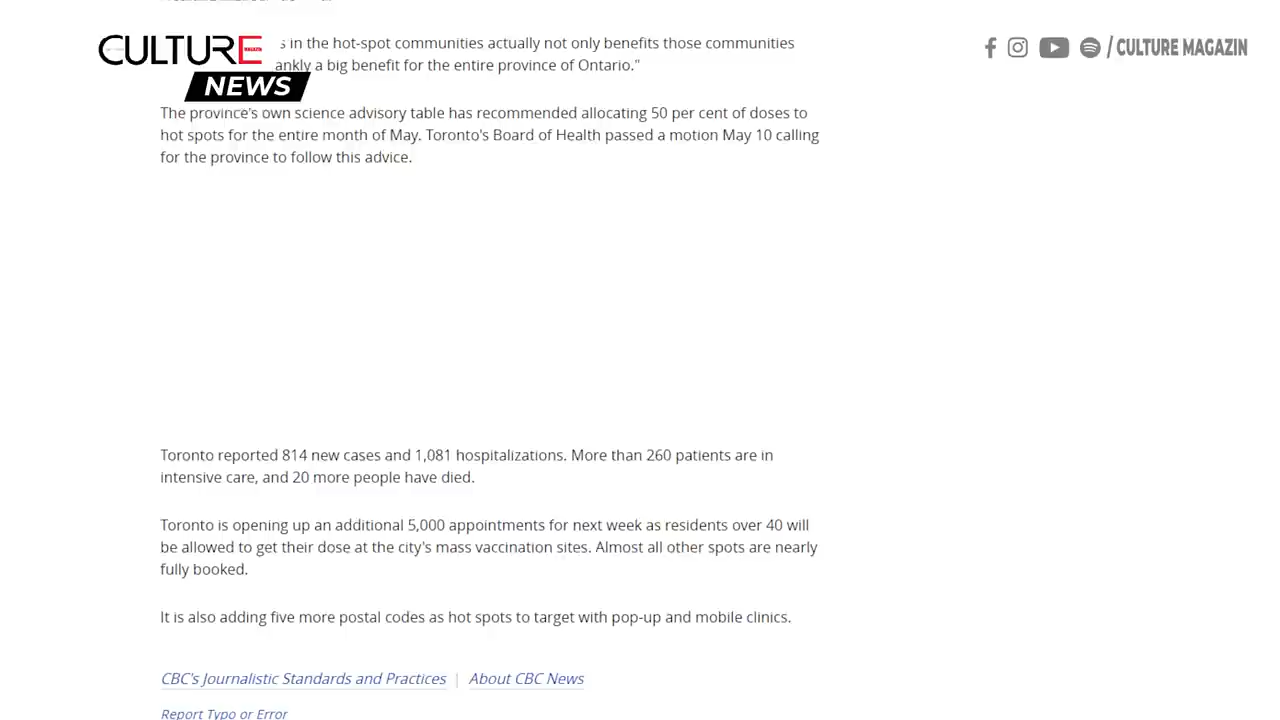 CULTURE
MAGAZIN
NEWS
/ CULTURE MAGAZIN
in the hot-spot communities actually not only benefits those communities
a big benefit for the entire province of Ontario."
The province's own science advisory table has recommended allocating 50 per cent of doses to
hot spots for the entire month of May. Toronto's Board of Health passed a motion May 10 calling
for the province to follow this advice.
Toronto reported 814 new cases and 1,081 hospitalizations. More than 260 patients are in
intensive care, and 20 more people have died.
Toronto is opening up an additional 5,000 appointments for next week as residents over 40 will
be allowed to get their dose at the city's mass vaccination sites. Almost all other spots are nearly
fully booked.
It is also adding five more postal codes as hot spots to target with pop-up and mobile clinics.
CBC's Journalistic Standards and Practices | About CBC News
Report Typo or Error